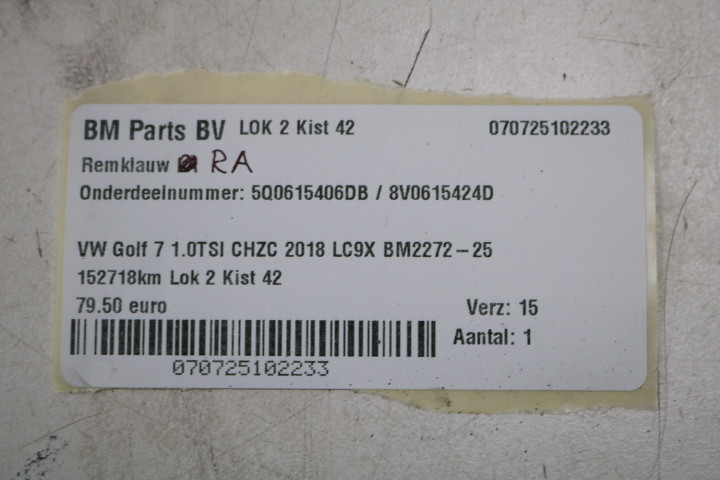 BM Parts BV LOK 2 Kist 42 070725102233
Remklauw RA
Onderdeelnummer: 5Q0615406DB / 8V0615424D
VW Golf 7 1.0TSI CHZC 2018 LC9X BM2272-25
152718km Lok 2 Kist 42
79.50 euro Verz: 15
Aantal: 1
070725102233